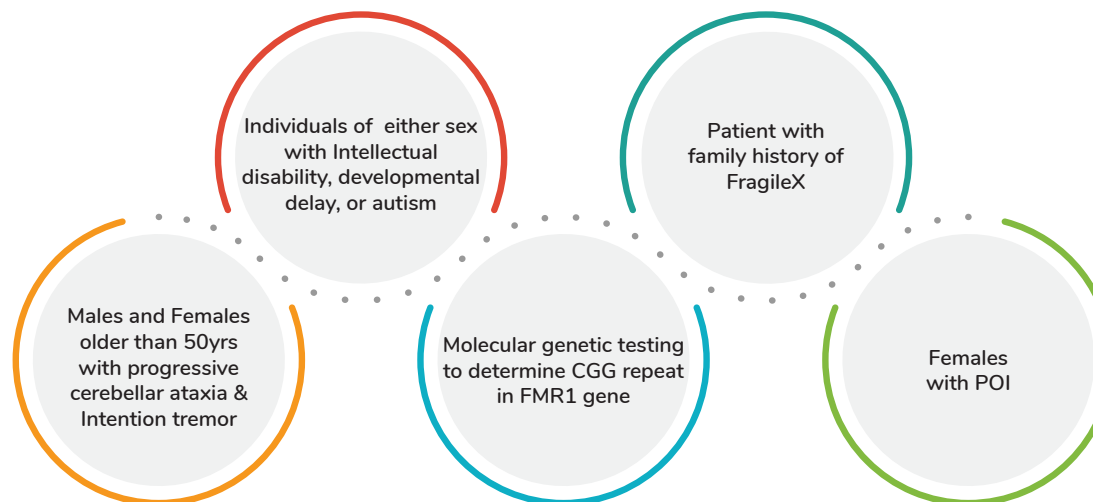 Individuals of either sex
with Intellectual
disability, developmental
delay, or autism
Patient with
family history of
FragileX
Males and Females
older than 50yrs
with progressive
cerebellar ataxia &
Intention tremor
Molecular genetic testing
to determine CGG repeat
in FMR1 gene
Females
with POI